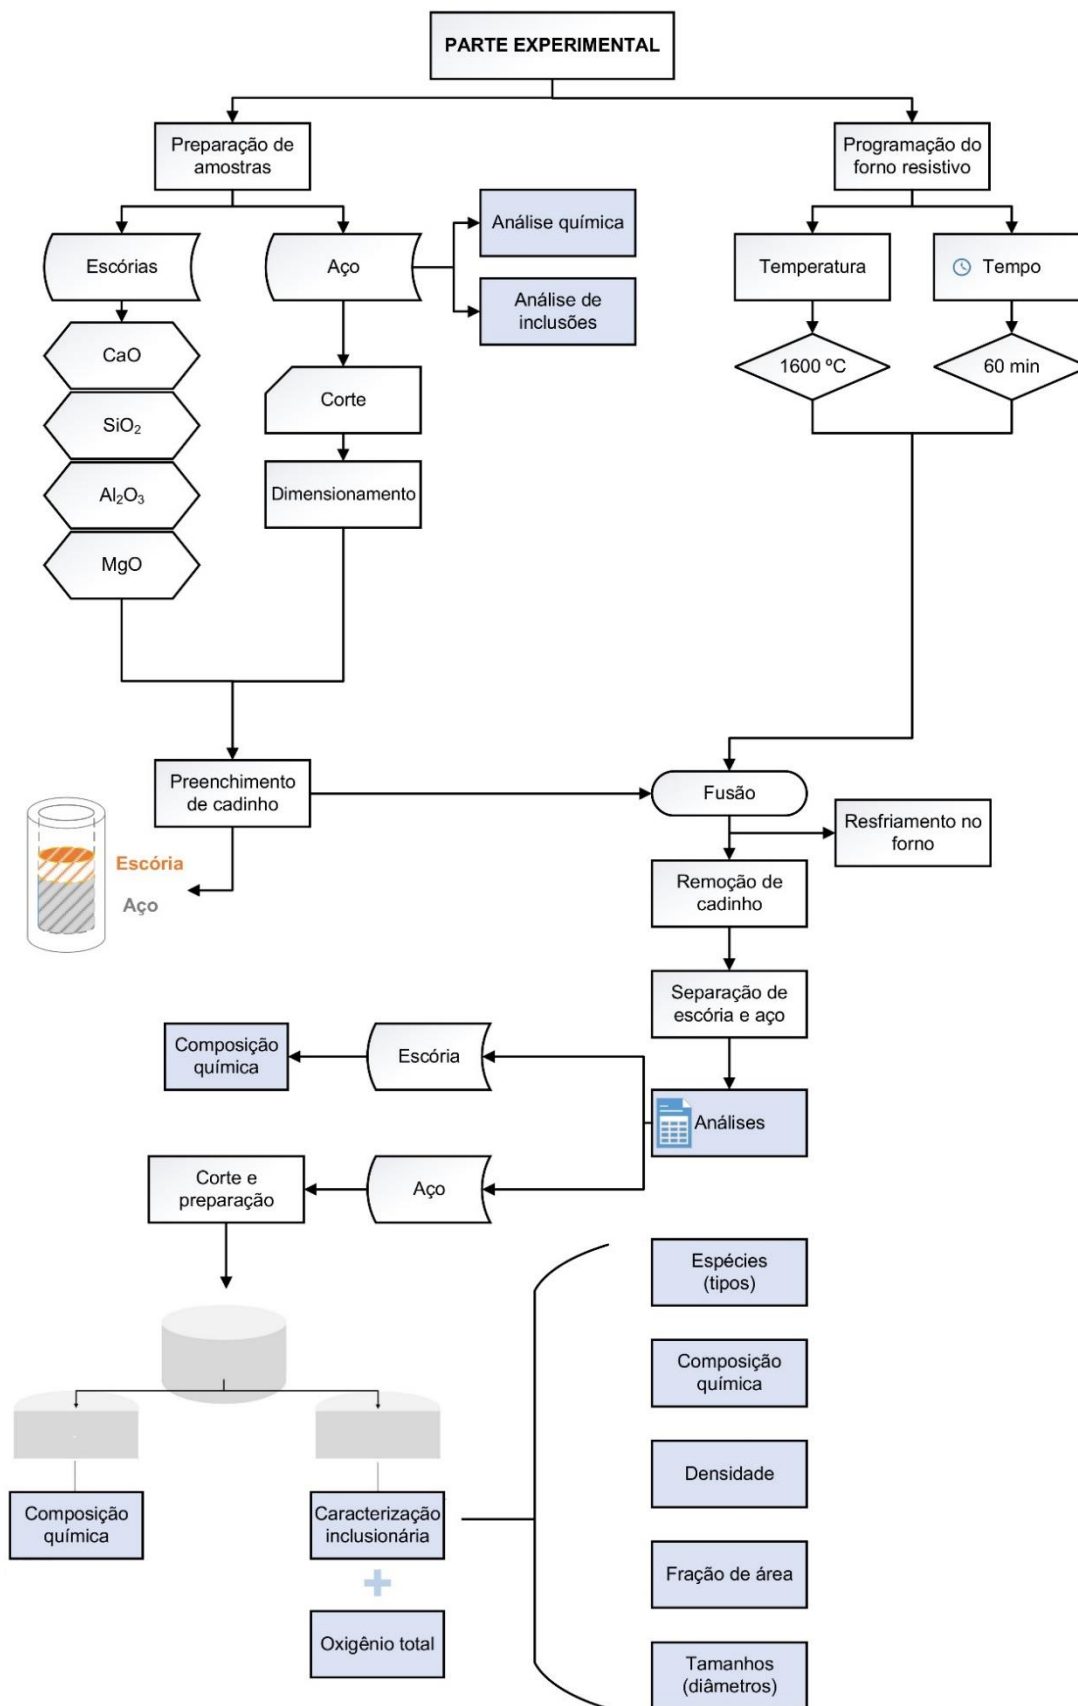 PARTE EXPERIMENTAL
Preparação de
amostras
Programação do
forno resistivo
Escórias
Aço
Análise química
Análise de
inclusões
Temperatura
Tempo
CaO
SiO₂
Al₂O₃
MgO
Corte
Dimensionamento
1600 ºC
60 min
Preenchimento
de cadinho
Fusão
Resfriamento no
forno
Escória
Aço
Remoção de
cadinho
Separação de
escória e aço
Análises
Escória
Composição
química
Aço
Corte e
preparação
Composição
química
Caracterização
inclusionária
Oxigênio total
Espécies
(tipos)
Composição
química
Densidade
Fração de área
Tamanhos
(diâmetros)